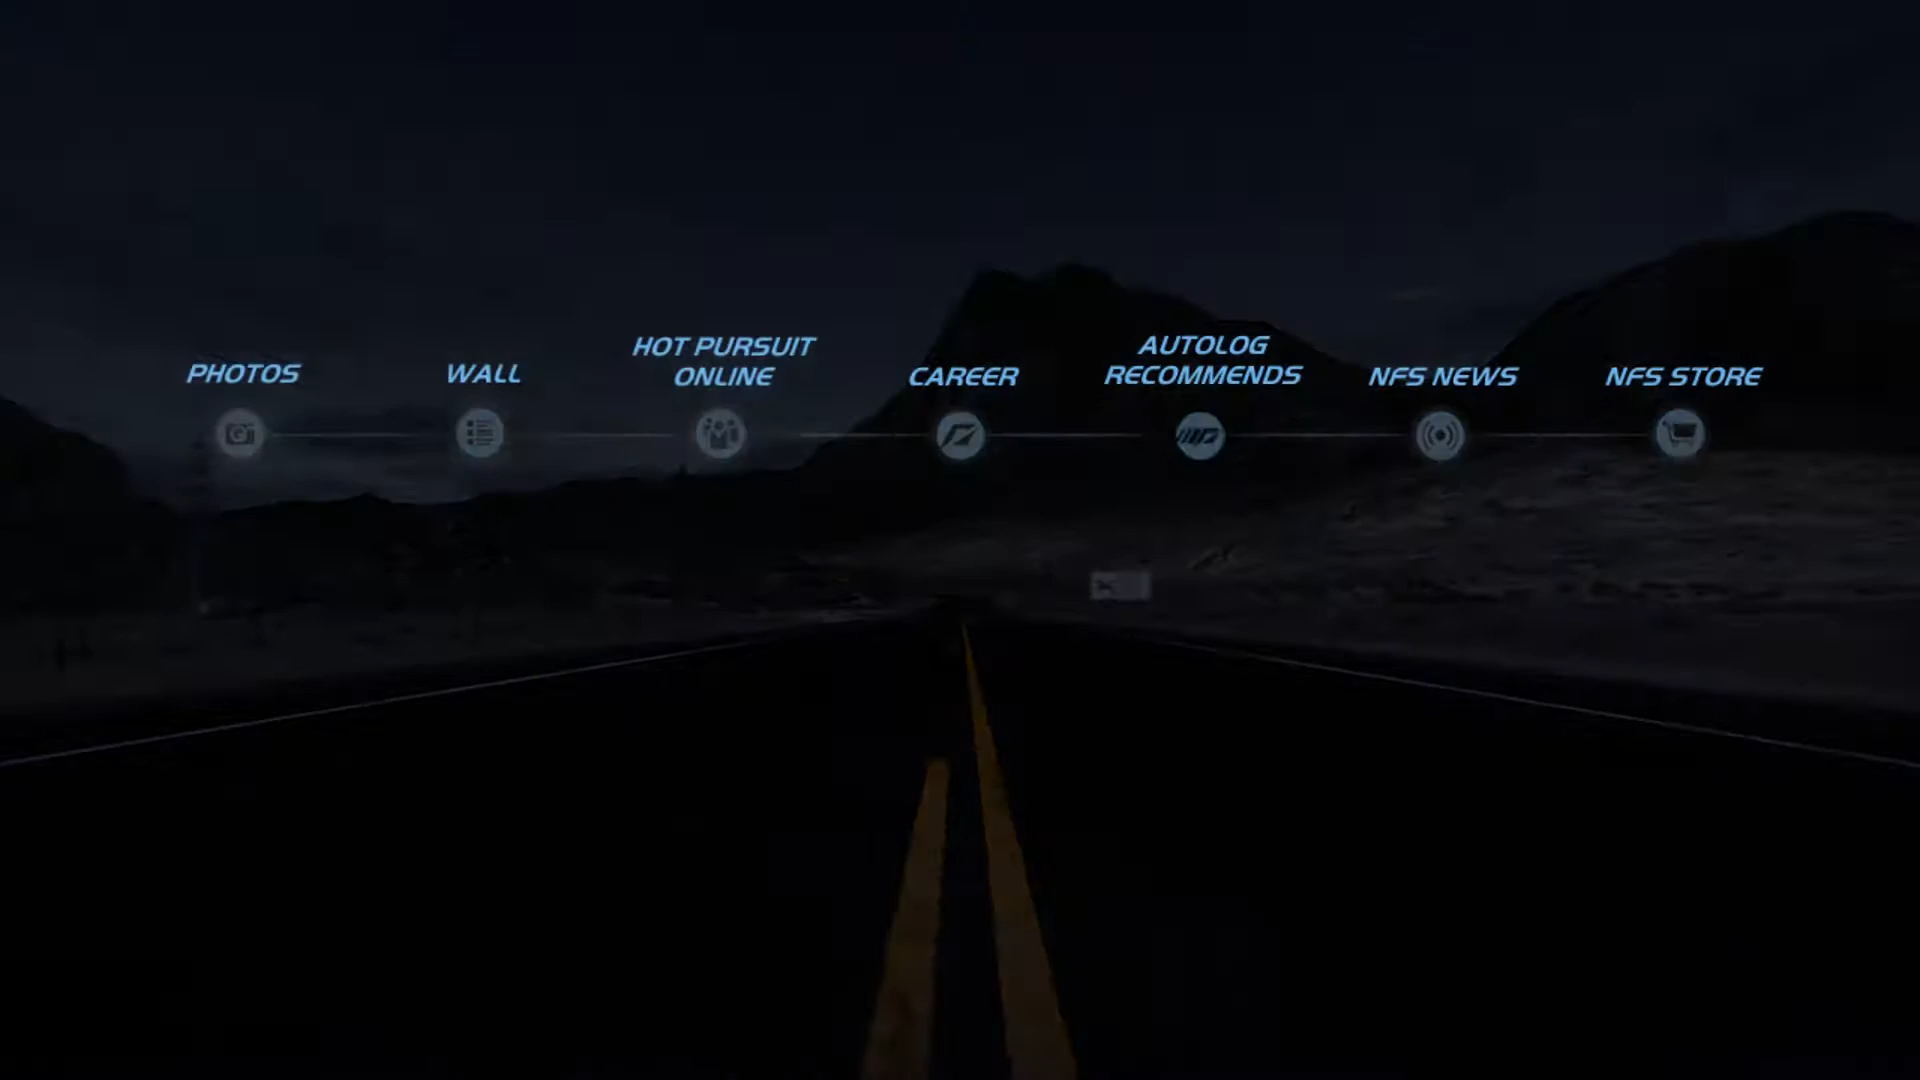 PHOTOS
WALL
HOT PURSUIT
ONLINE
CAREER
AUTOLOG
RECOMMENDS
NFS NEWS
NFS STORE